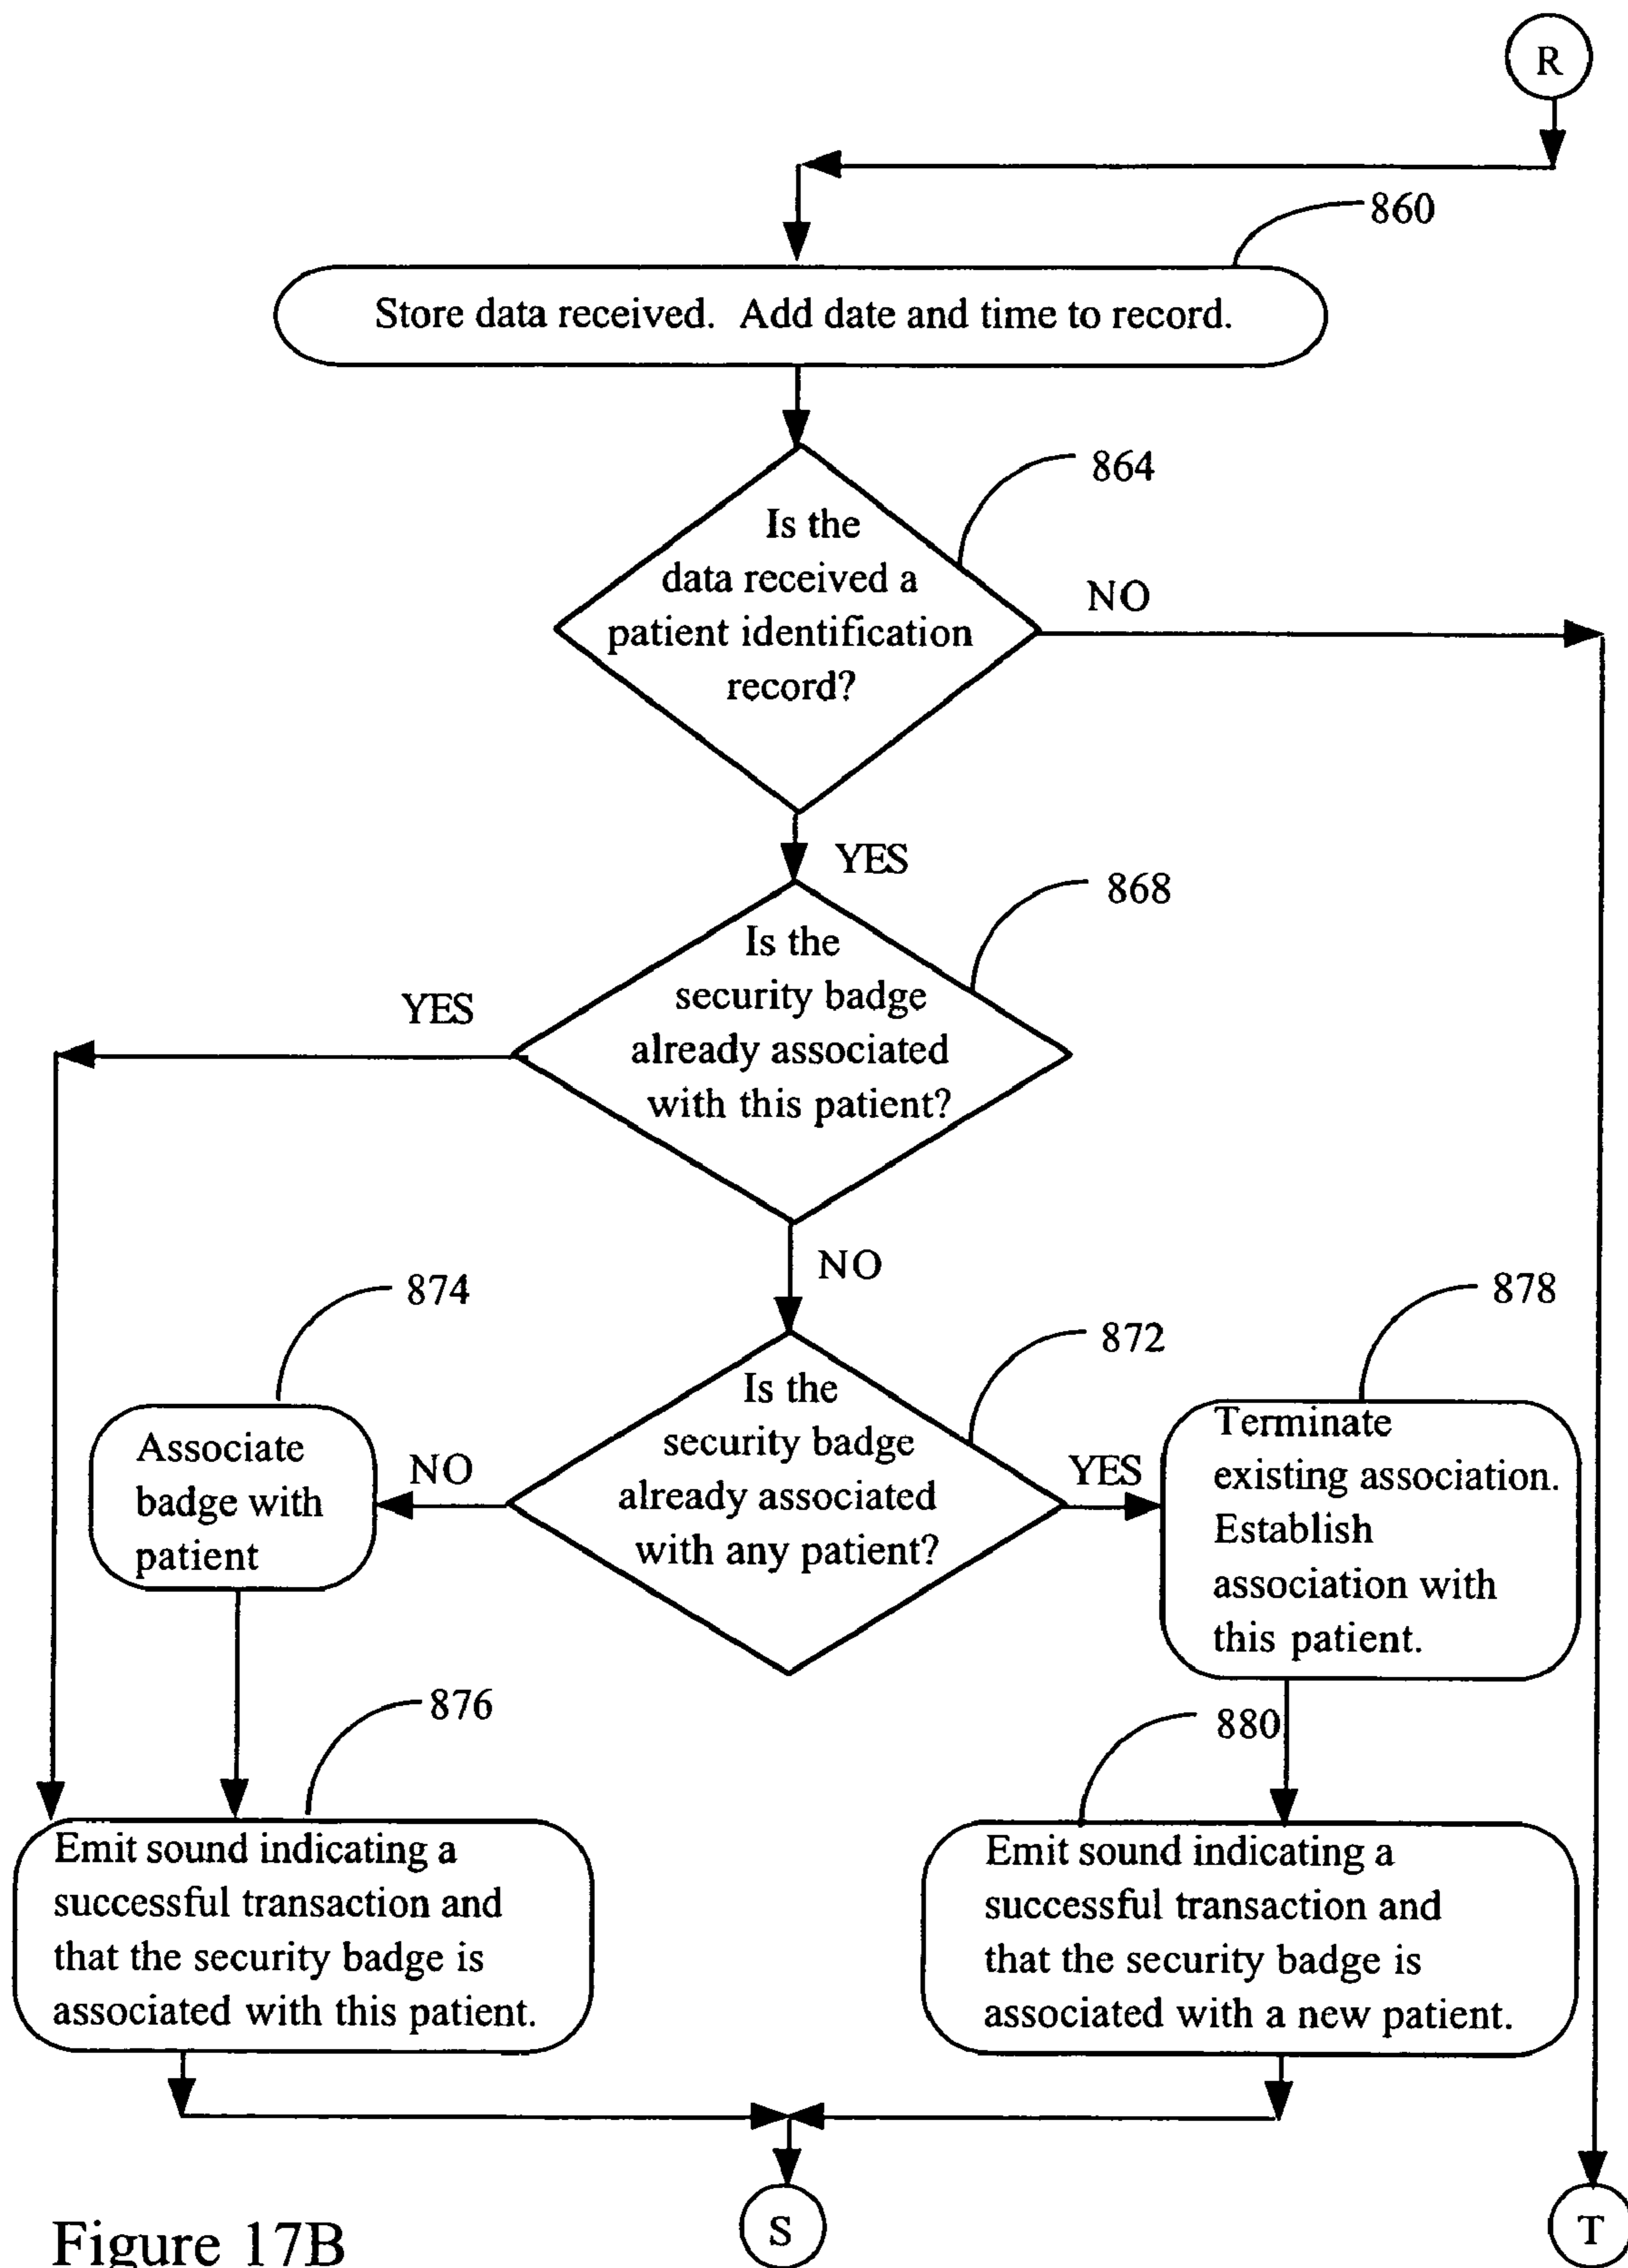 R
860
Store data received.  Add date and time to record.
864
Is the
data received a
patient identification
record?
NO
YES
868
Is the
security badge
already associated
with this patient?
YES
NO
874
872
878
Is the
security badge
already associated
with any patient?
Associate
badge with
patient
NO
YES
Terminate
existing association.
Establish
association with
this patient.
876
880
Emit sound indicating a
successful transaction and
that the security badge is
associated with this patient.
Emit sound indicating a
successful transaction and
that the security badge is
associated with a new patient.
S
T
Figure 17B